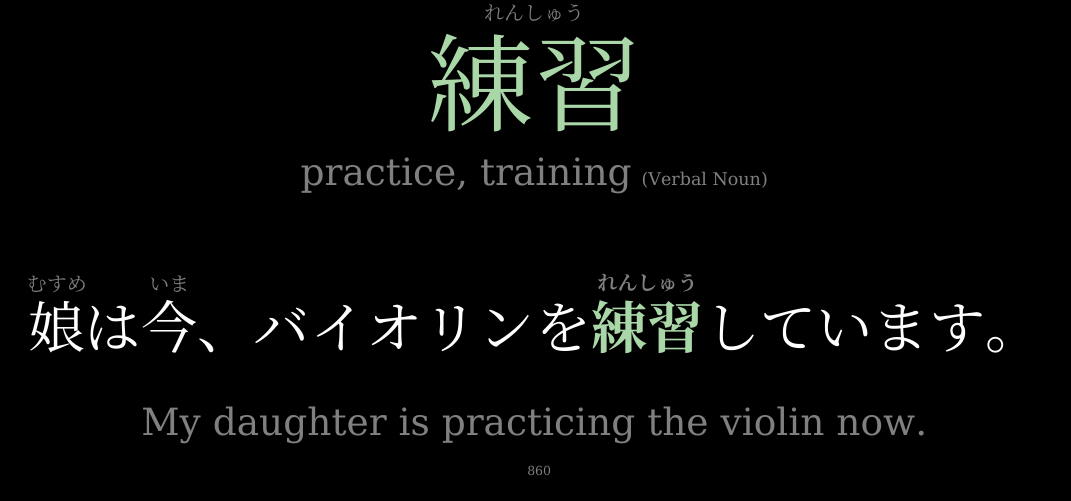 れんしゅう
練習
practice, training (Verbal Noun)
むすめ いま れんしゅう
娘は今、バイオリンを練習しています。
My daughter is practicing the violin now.
860